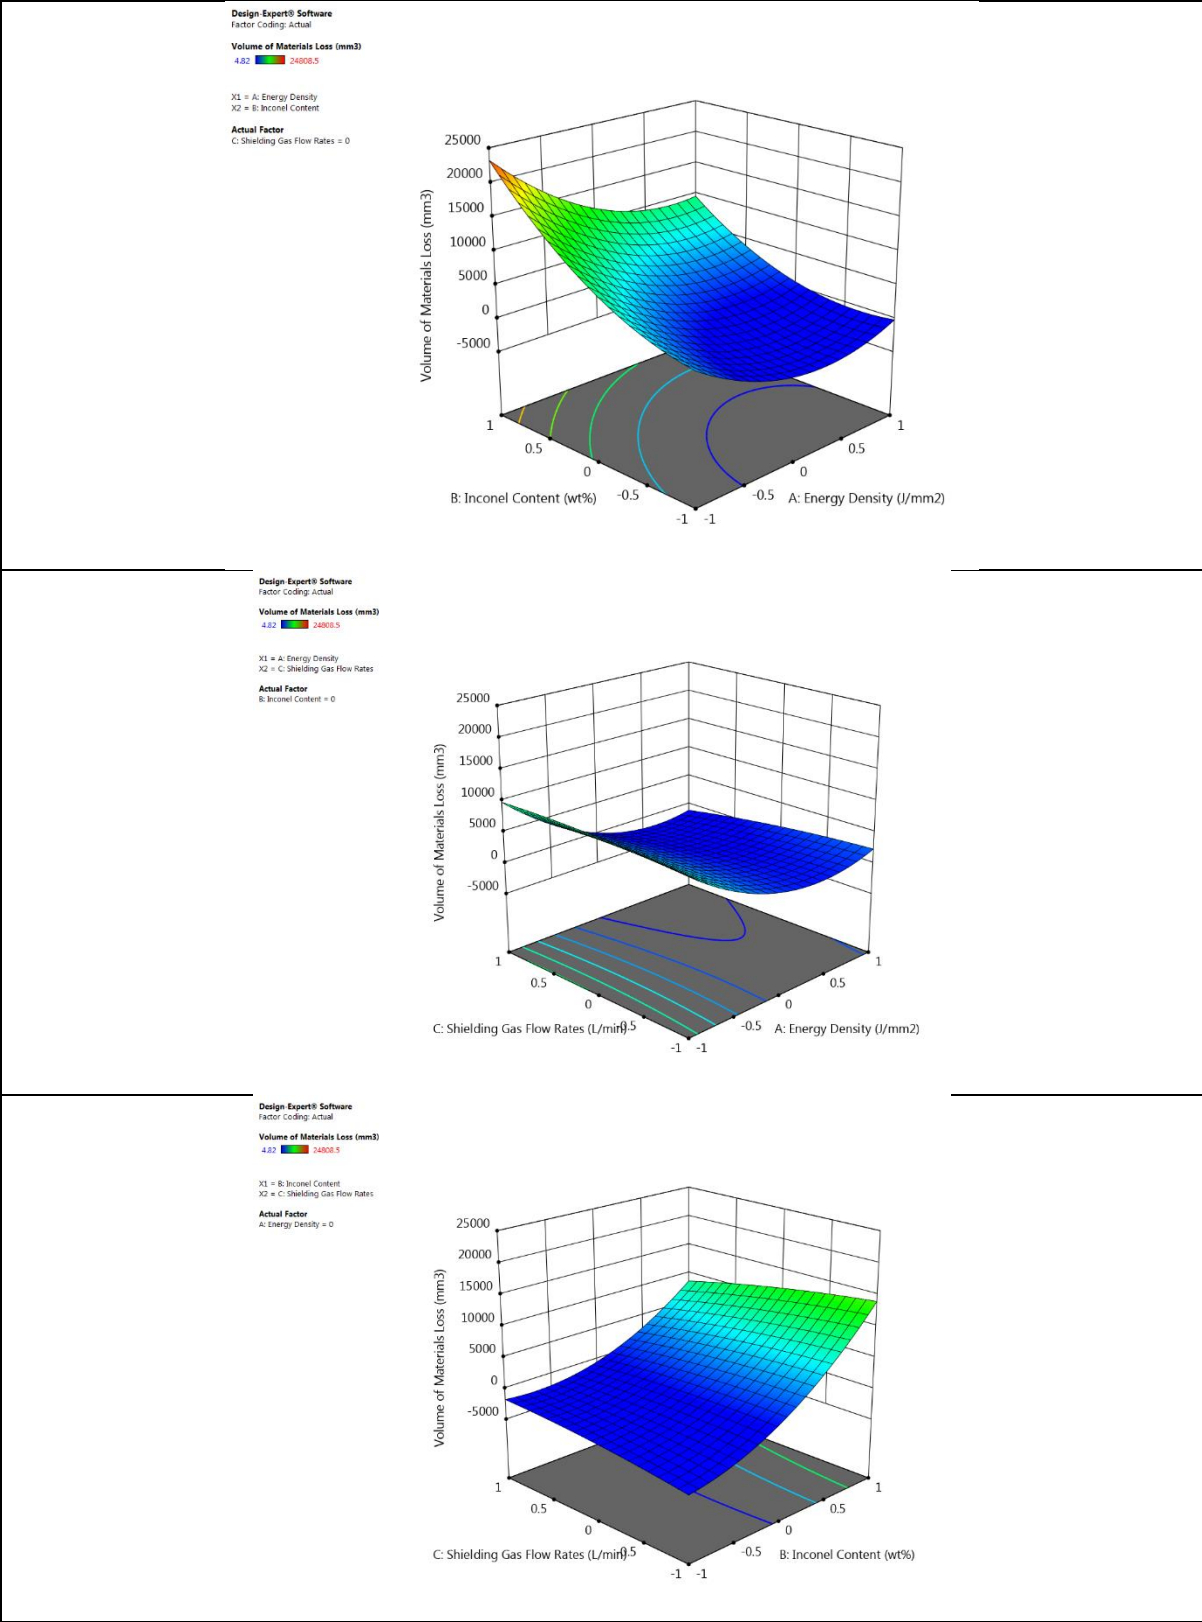 Design-Expert® Software
Factor Coding: Actual
Volume of Materials Loss (mm3)
4.82 24808.5
X1 = A: Energy Density
X2 = B: Inconel Content
Actual Factor
C: Shielding Gas Flow Rates = 0
25000
20000
15000
10000
5000
0
-5000
Volume of Materials Loss (mm3)
1
0.5
0
-0.5
-1
B: Inconel Content (wt%)
-1
-0.5
0
0.5
1
A: Energy Density (J/mm2)
Design-Expert® Software
Factor Coding: Actual
Volume of Materials Loss (mm3)
4.82 24808.5
X1 = A: Energy Density
X2 = C: Shielding Gas Flow Rates
Actual Factor
B: Inconel Content = 0
25000
20000
15000
10000
5000
0
-5000
Volume of Materials Loss (mm3)
1
0.5
0
-1
C: Shielding Gas Flow Rates (L/min)
-1
-0.5
0
0.5
1
A: Energy Density (J/mm2)
Design-Expert® Software
Factor Coding: Actual
Volume of Materials Loss (mm3)
4.82 24808.5
X1 = B: Inconel Content
X2 = C: Shielding Gas Flow Rates
Actual Factor
A: Energy Density = 0
25000
20000
15000
10000
5000
0
-5000
Volume of Materials Loss (mm3)
1
0.5
0
-1
C: Shielding Gas Flow Rates (L/min)
-1
-0.5
0
0.5
1
B: Inconel Content (wt%)